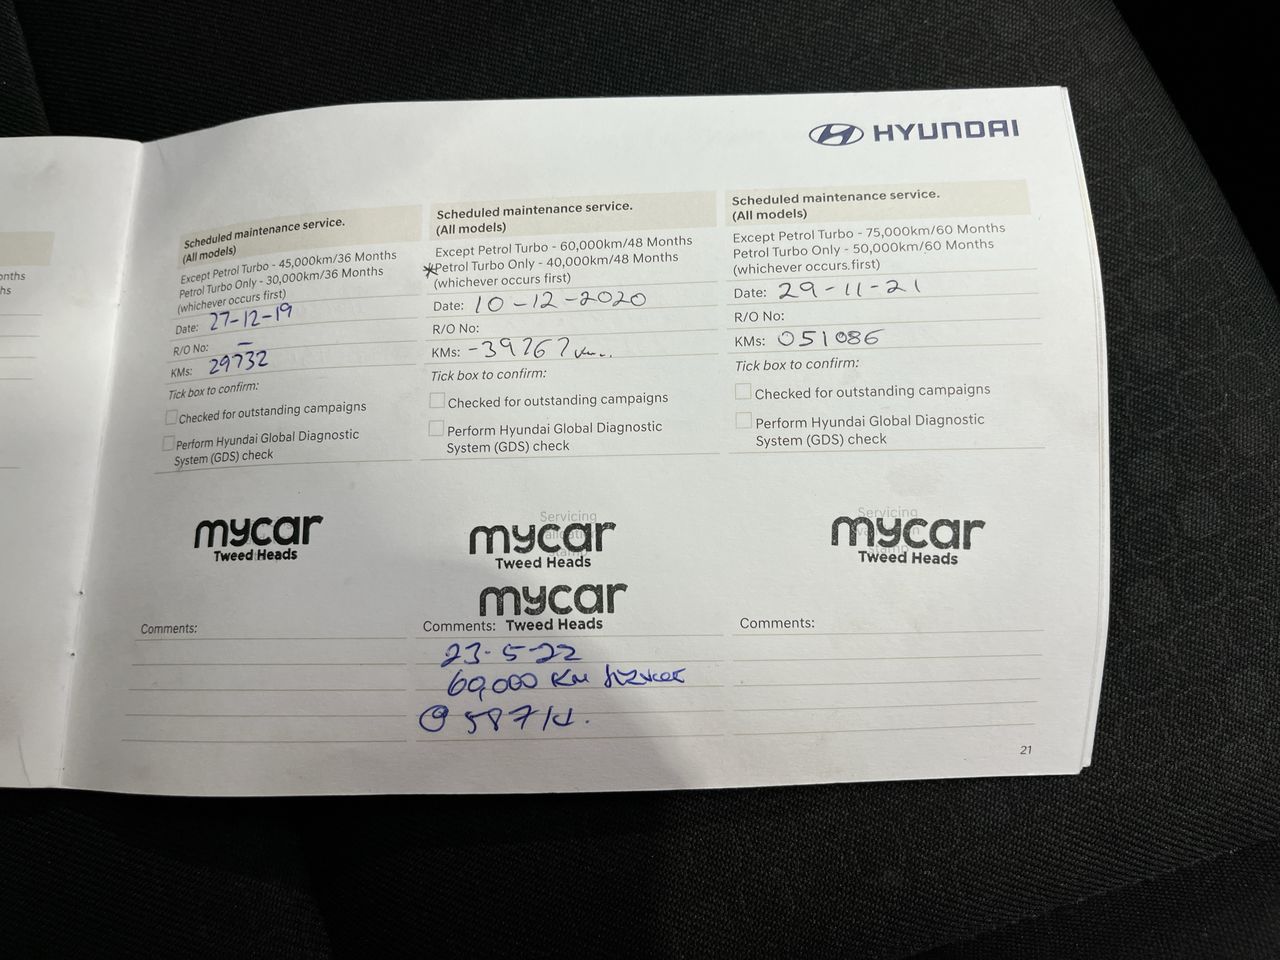 HYUNDAI
onths
hs
Scheduled maintenance service.
(All models)
Except Petrol Turbo - 45,000km/36 Months
Petrol Turbo Only - 30,000km/36 Months
(whichever occurs first)
Date: 27-12-19
R/O No: –
KMs: 29732
Tick box to confirm:
Checked for outstanding campaigns
Perform Hyundai Global Diagnostic
System (GDS) check
mycar
Tweed Heads
Comments:
Scheduled maintenance service.
(All models)
Except Petrol Turbo - 60,000km/48 Months
*Petrol Turbo Only - 40,000km/48 Months
(whichever occurs first)
Date: 10-12-2020
R/O No:
KMs:
Tick box to confirm:
Checked for outstanding campaigns
Perform Hyundai Global Diagnostic
System (GDS) check
Servicing
mycar
Tweed Heads
mycar
Tweed Heads
Comments:
23-5-22
60,000 Km
Scheduled maintenance service.
(All models)
Except Petrol Turbo - 75,000km/60 Months
Petrol Turbo Only - 50,000km/60 Months
(whichever occurs.first)
Date: 29-11-21
R/O No:
KMs: 051086
Tick box to confirm:
Checked for outstanding campaigns
Perform Hyundai Global Diagnostic
System (GDS) check
Servicing
mycar
Tweed Heads
Comments:
21